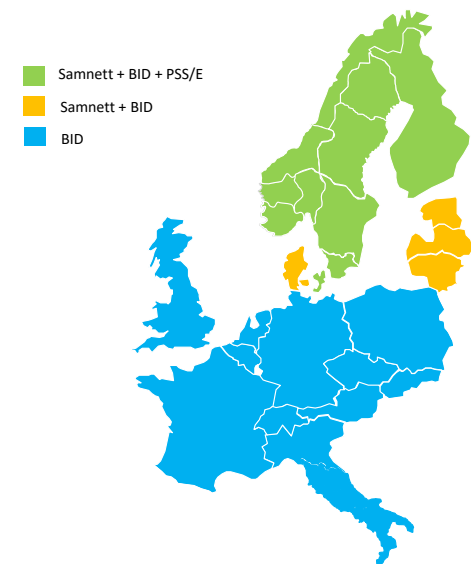 Samnett + BID + PSS/E
Samnett + BID
BID